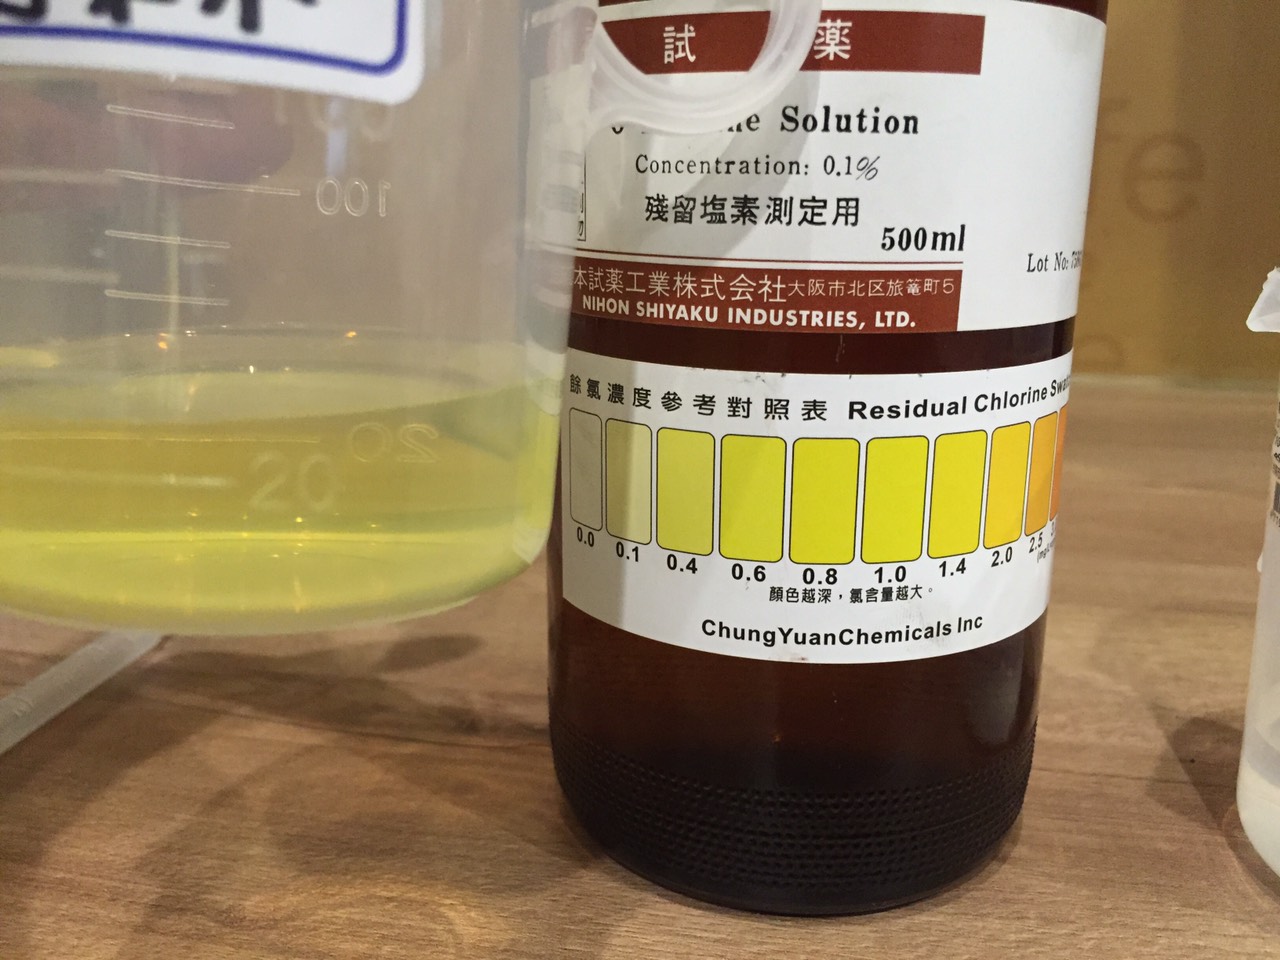 試 薬
Solution
Concentration: 0.1%
殘留塩素測定用
500ml
Lot No:
本試薬工業株式会社大阪市北区旅篭町5
NIHON SHIYAKU INDUSTRIES, LTD.
餘氯濃度參考對照表 Residual Chlorine
0.0 0.1 0.4 0.6 0.8 1.0 1.4 2.0 2.5
顏色越深，氯含量越大。
ChungYuanChemicals Inc
100
20
20